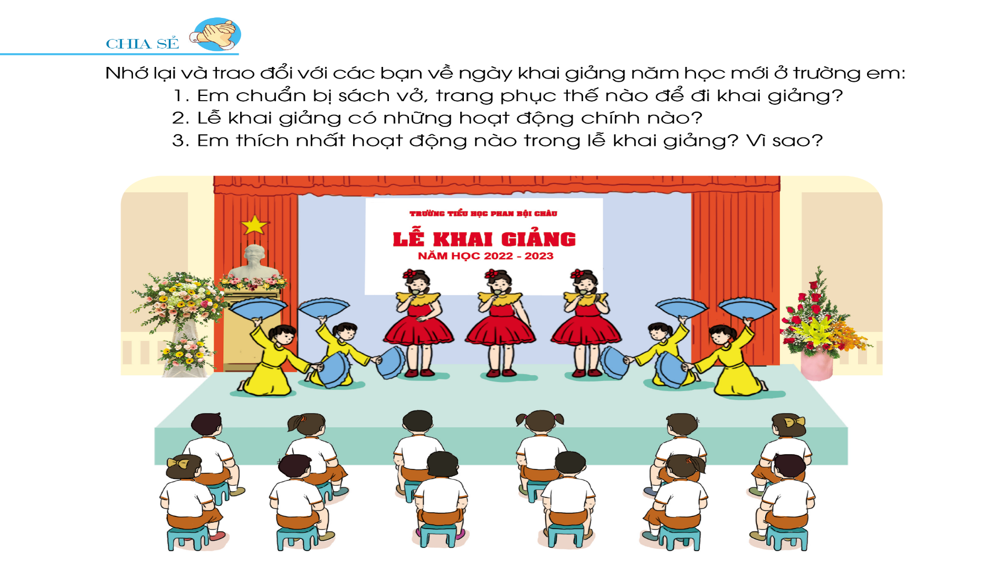 CHIA SẺ
Nhớ lại và trao đổi với các bạn về ngày khai giảng năm học mới ở trường em:
1. Em chuẩn bị sách vở, trang phục thế nào để đi khai giảng?
2. Lễ khai giảng có những hoạt động chính nào?
3. Em thích nhất hoạt động nào trong lễ khai giảng? Vì sao?
TRƯỜNG TIỂU HỌC PHAN BỘI CHÂU
LỄ KHAI GIẢNG
NĂM HỌC 2022 - 2023